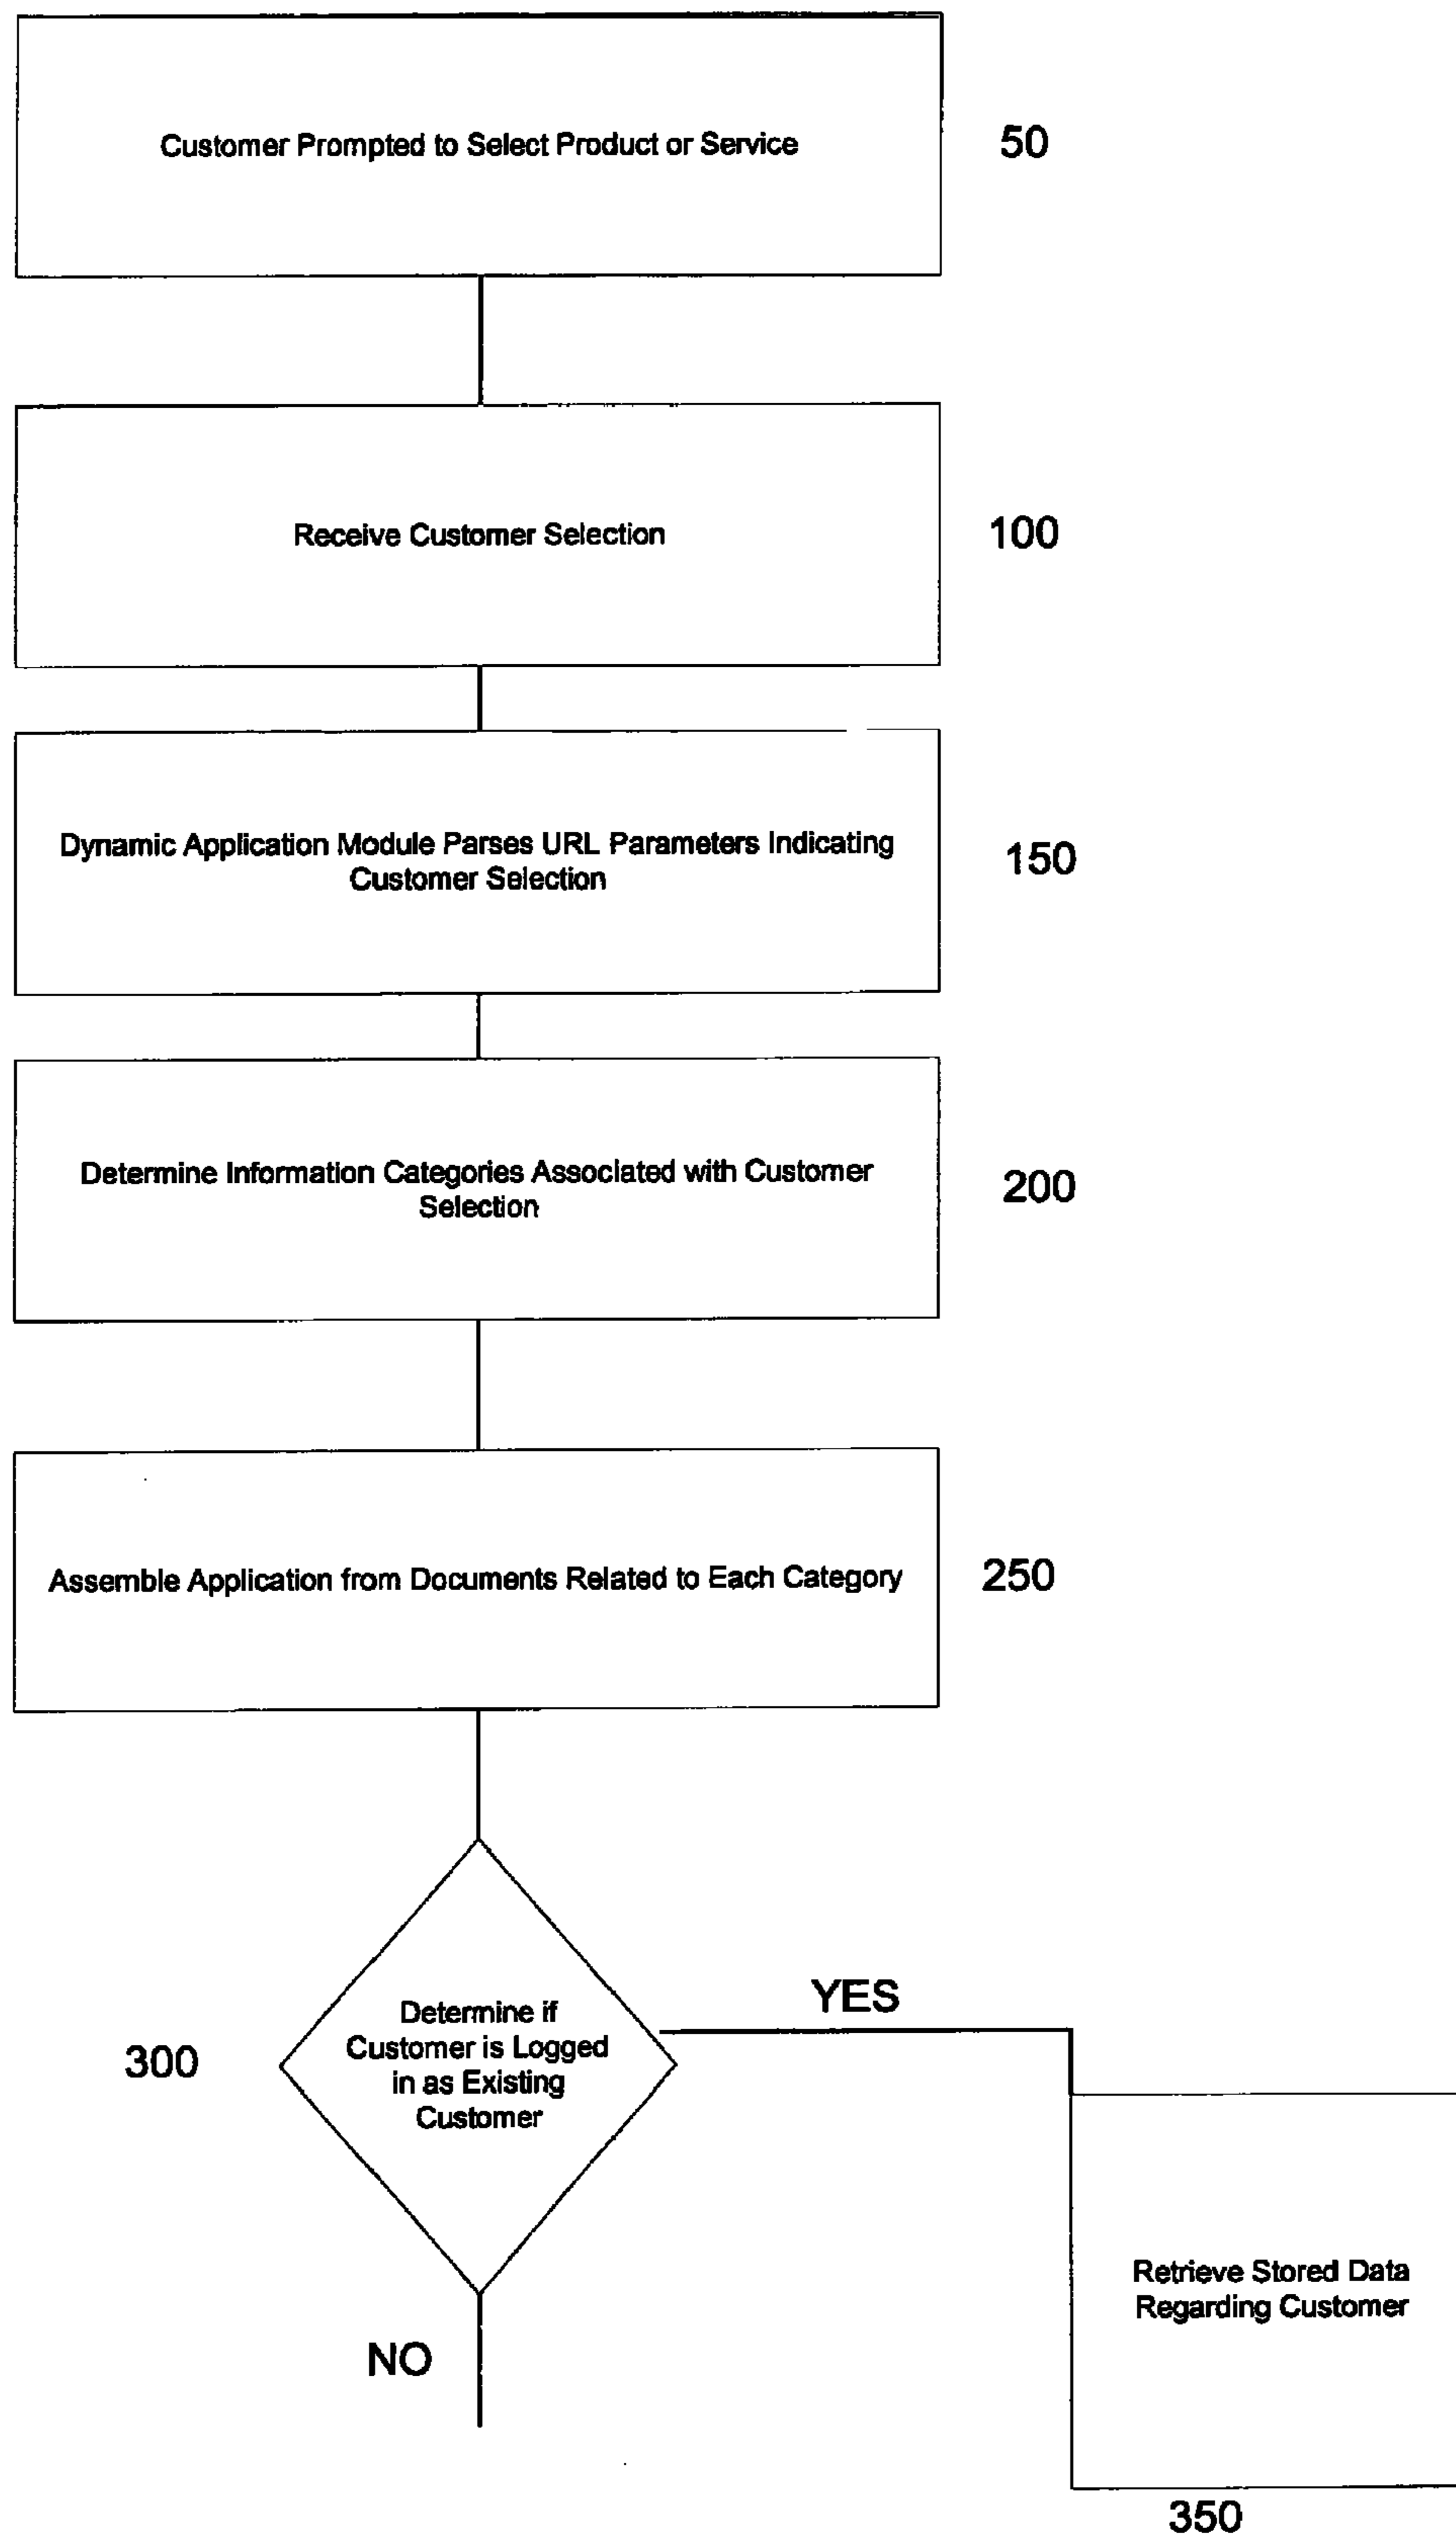 Customer Prompted to Select Product or Service
50
Receive Customer Selection
100
Dynamic Application Module Parses URL Parameters Indicating
Customer Selection
150
Determine Information Categories Associated with Customer
Selection
200
Assemble Application from Documents Related to Each Category
250
Determine if
Customer is Logged
in as Existing
Customer
300
YES
NO
Retrieve Stored Data
Regarding Customer
350